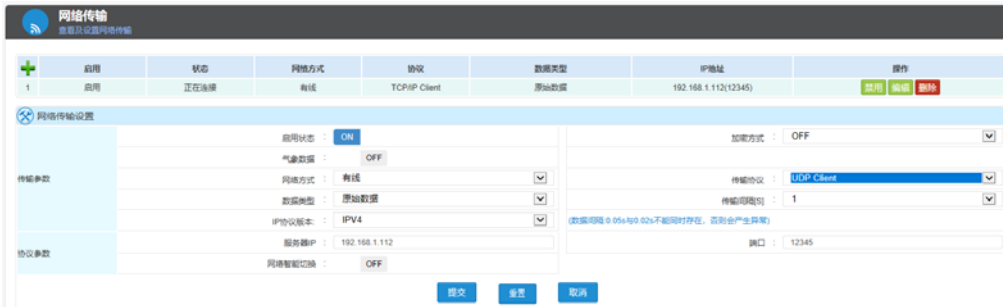 网络传输
查看及设置网络传输
启用 状态 网络方式 协议 数据类型 IP地址 操作
1 启用 正在连接 有线 TCP/IP Client 原始数据 192.168.1.112(12345) 禁用 编辑 删除
网络传输设置
启用状态 : ON 加密方式 : OFF
气象数据 : OFF
传输参数 网络方式 : 有线 传输协议 : UDP Client
数据类型 : 原始数据 传输间隔[S] : 1
IP协议版本: IPV4 (数据间隔:0.05s与0.02s不能同时存在，否则会产生异常)
协议参数 服务器IP : 192.168.1.112 端口 : 12345
网络智能切换 : OFF
提交 重置 取消